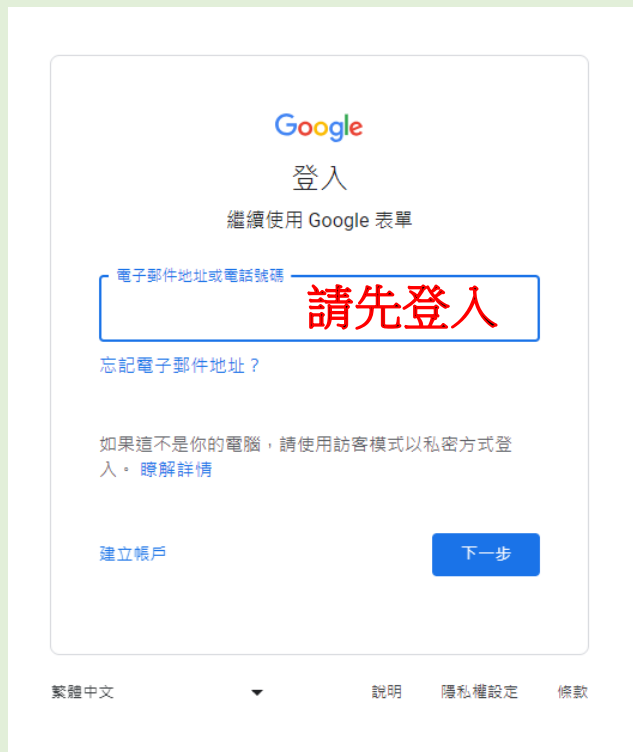 Google
登入
繼續使用 Google 表單
電子郵件地址或電話號碼
請先登入
忘記電子郵件地址？
如果這不是你的電腦，請使用訪客模式以私密方式登
入。 瞭解詳情
建立帳戶 下一步
繁體中文 說明 隱私權設定 條款